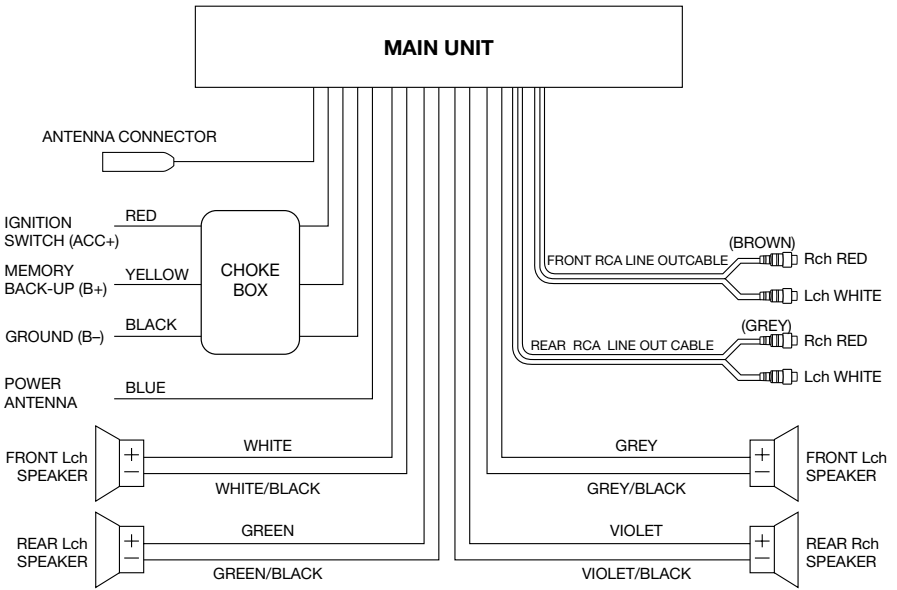 MAIN UNIT
ANTENNA CONNECTOR
IGNITION
SWITCH (ACC+)
RED
MEMORY
BACK-UP (B+)
YELLOW
GROUND (B–)
BLACK
CHOKE
BOX
POWER
ANTENNA
BLUE
(BROWN)
FRONT RCA LINE OUTCABLE
Rch RED
Lch WHITE
(GREY)
REAR RCA LINE OUT CABLE
Rch RED
Lch WHITE
FRONT Lch
SPEAKER
+
–
WHITE
WHITE/BLACK
GREY
GREY/BLACK
+
–
FRONT Lch
SPEAKER
REAR Lch
SPEAKER
+
–
GREEN
GREEN/BLACK
VIOLET
VIOLET/BLACK
+
–
REAR Rch
SPEAKER